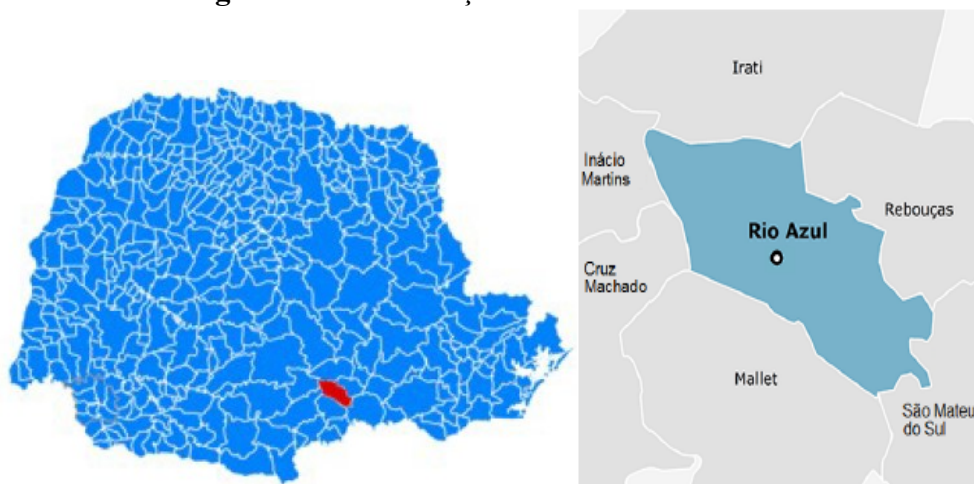 Irati
Inácio
Martins
Rebouças
Rio Azul
Cruz
Machado
Mallet
São Mateu
do Sul